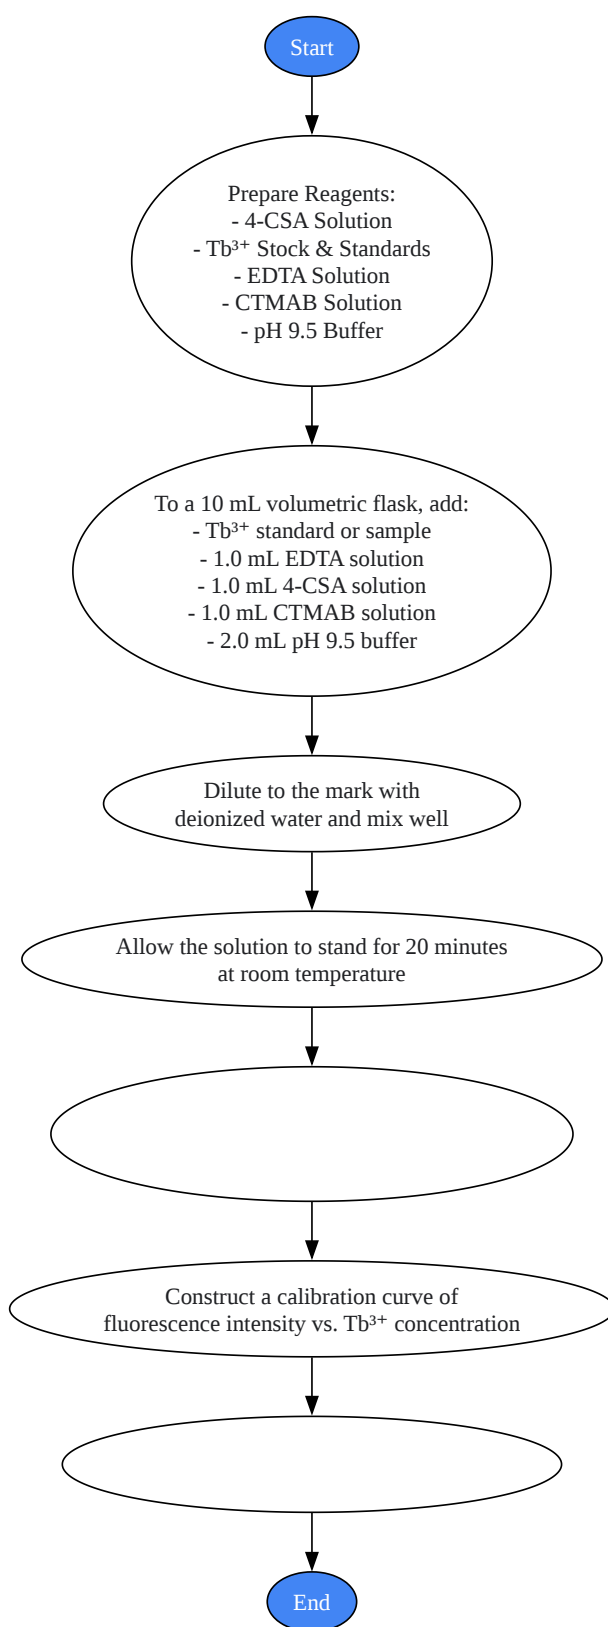 Start
Prepare Reagents:
- 4-CSA Solution
- Tb³⁺ Stock & Standards
- EDTA Solution
- CTMAB Solution
- pH 9.5 Buffer
To a 10 mL volumetric flask, add:
- Tb³⁺ standard or sample
- 1.0 mL EDTA solution
- 1.0 mL 4-CSA solution
- 1.0 mL CTMAB solution
- 2.0 mL pH 9.5 buffer
Dilute to the mark with
deionized water and mix well
Allow the solution to stand for 20 minutes
at room temperature
Construct a calibration curve of
fluorescence intensity vs. Tb³⁺ concentration
End